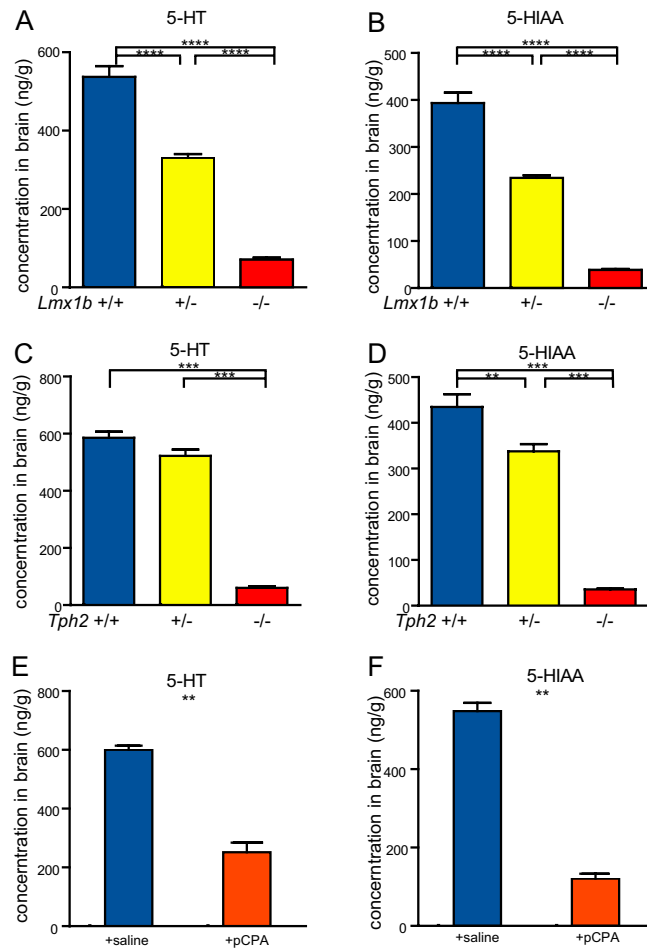 A
5-HT
concerntration in brain (ng/g)
600
400
200
0
****
**** ****
Lmx1b +/+ +/- -/-
B
5-HIAA
concerntration in brain (ng/g)
400
300
200
100
0
****
**** ****
Lmx1b +/+ +/- -/-
C
5-HT
concerntration in brain (ng/g)
800
600
400
200
0
***
***
Tph2 +/+ +/- -/-
D
5-HIAA
concerntration in brain (ng/g)
500
400
300
200
100
0
***
** ***
Tph2 +/+ +/- -/-
E
5-HT
**
concerntration in brain (ng/g)
800
600
400
200
0
+saline +pCPA
F
5-HIAA
**
concerntration in brain (ng/g)
600
400
200
0
+saline +pCPA